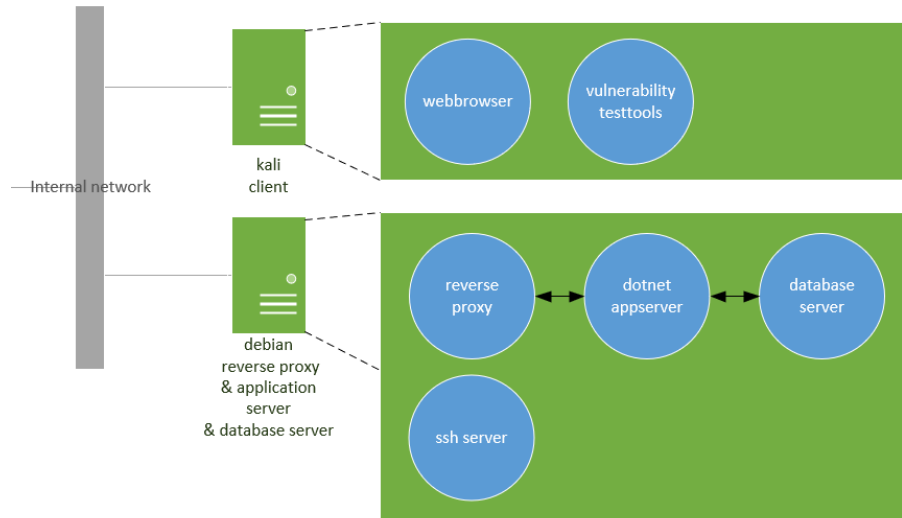 webbrowser
vulnerability
testtools
kali
client
Internal network
reverse
proxy
dotnet
appserver
database
server
debian
reverse proxy
& application
server
& database server
ssh server